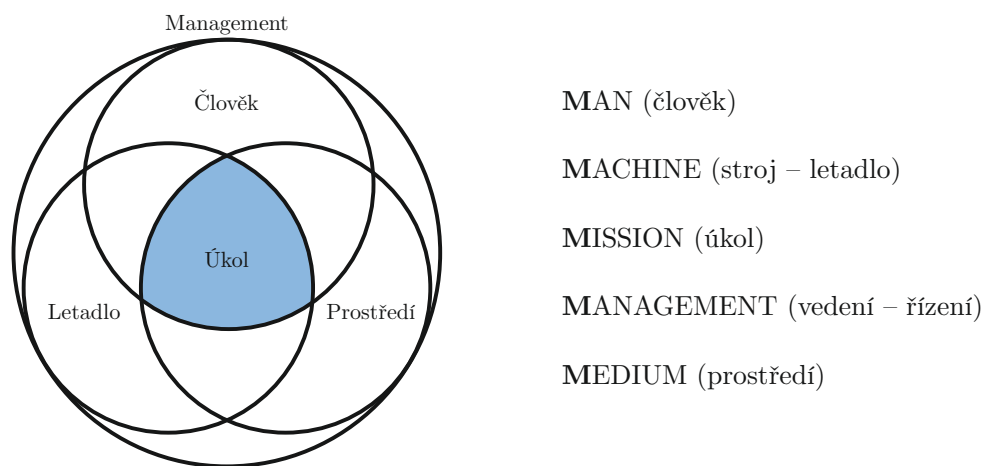 Management
Člověk
Úkol
Letadlo
Prostředí
MAN (člověk)
MACHINE (stroj – letadlo)
MISSION (úkol)
MANAGEMENT (vedení – řízení)
MEDIUM (prostředí)